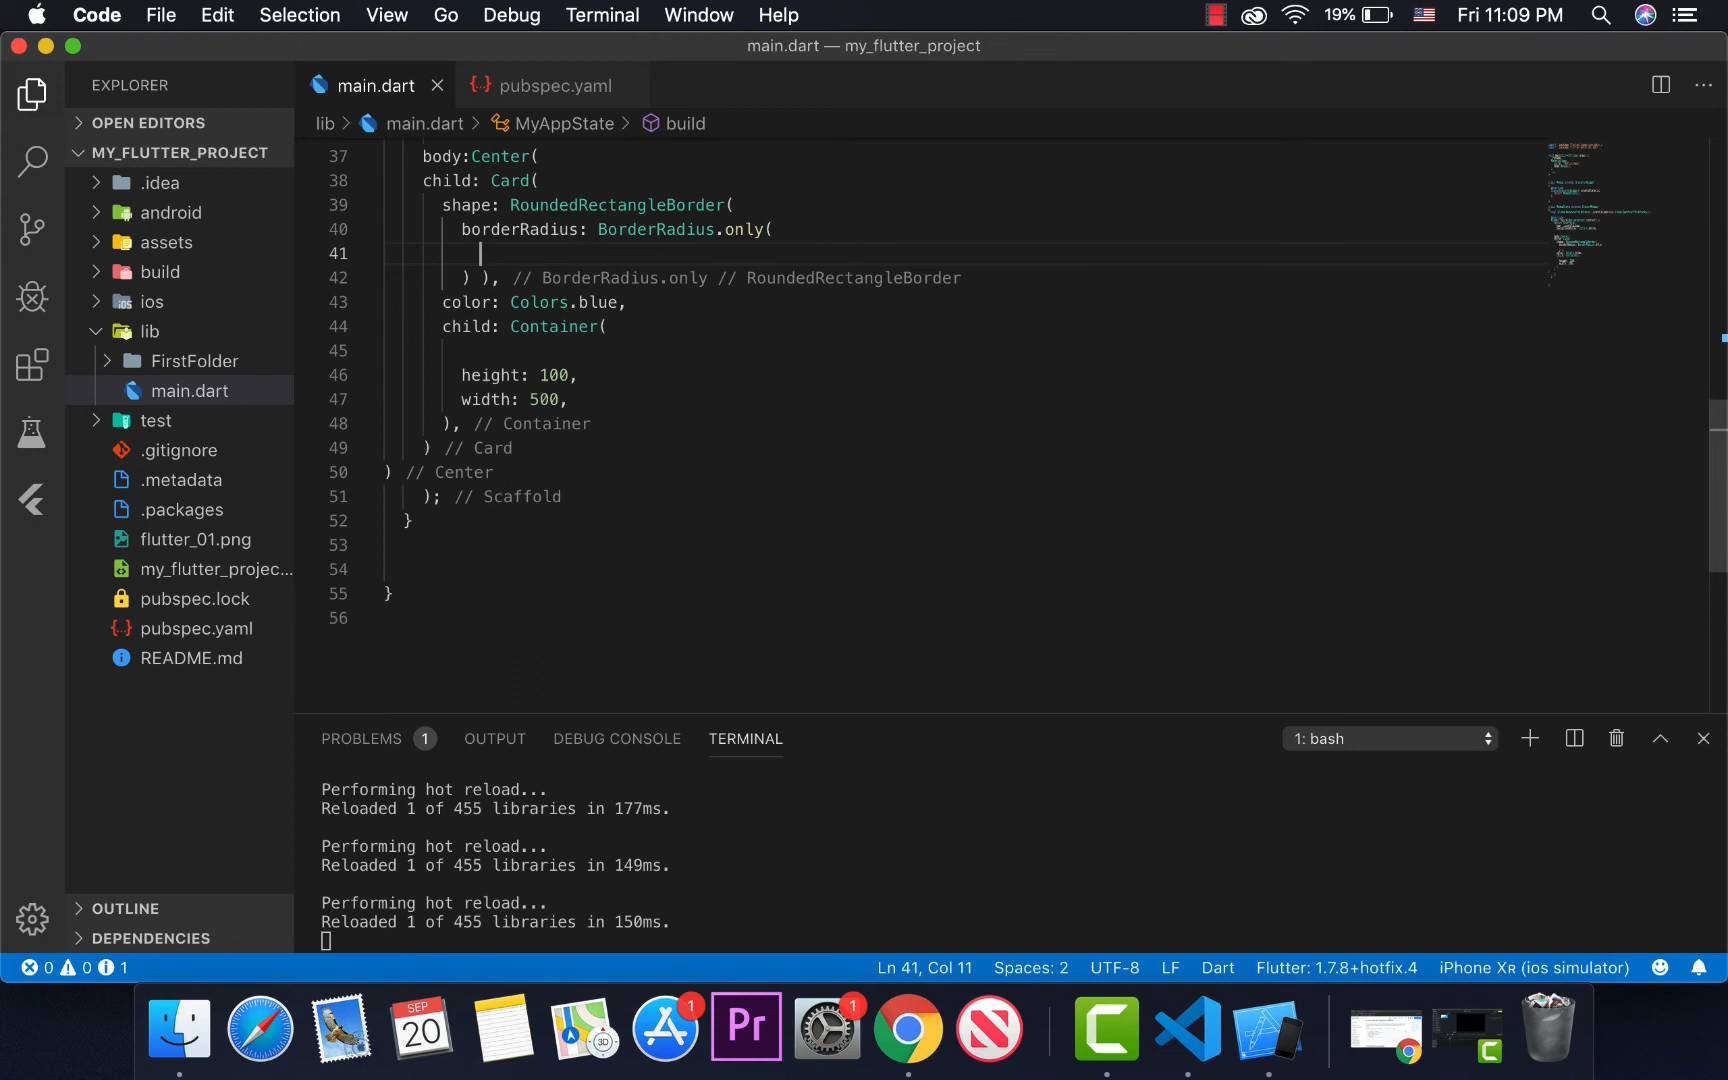 Code File Edit Selection View Go Debug Terminal Window Help 19% Fri 11:09 PM
main.dart — my_flutter_project
EXPLORER
main.dart
{..} pubspec.yaml
OPEN EDITORS
lib > main.dart > MyAppState > build
MY_FLUTTER_PROJECT
.idea
android
assets
build
ios
lib
FirstFolder
main.dart
test
.gitignore
.metadata
.packages
flutter_01.png
my_flutter_projec...
pubspec.lock
{..} pubspec.yaml
README.md
OUTLINE
DEPENDENCIES
37 body:Center(
38 child: Card(
39 shape: RoundedRectangleBorder(
40 borderRadius: BorderRadius.only(
41
42 ) ), // BorderRadius.only // RoundedRectangleBorder
43 color: Colors.blue,
44 child: Container(
45
46 height: 100,
47 width: 500,
48 ), // Container
49 ) // Card
50 ) // Center
51 ); // Scaffold
52 }
53
54
55 }
56
PROBLEMS 1 OUTPUT DEBUG CONSOLE TERMINAL 1: bash
Performing hot reload...
Reloaded 1 of 455 libraries in 177ms.
Performing hot reload...
Reloaded 1 of 455 libraries in 149ms.
Performing hot reload...
Reloaded 1 of 455 libraries in 150ms.
0 0 1 Ln 41, Col 11 Spaces: 2 UTF-8 LF Dart Flutter: 1.7.8+hotfix.4 iPhone Xʀ (ios simulator)
SEP
20
3D
1
Pr
1